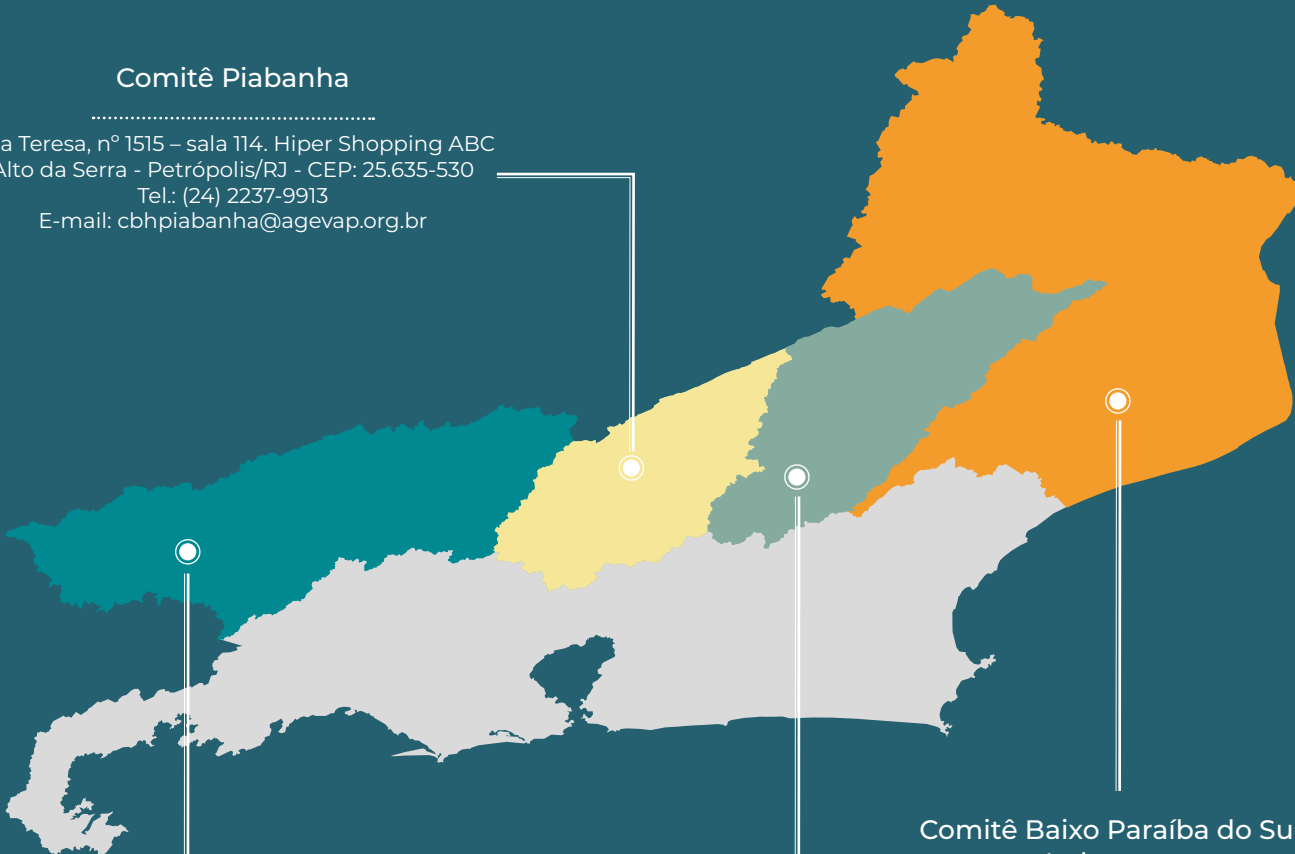 Comitê Piabanha
a Teresa, nº 1515 – sala 114. Hiper Shopping ABC
Alto da Serra - Petrópolis/RJ - CEP: 25.635-530
Tel.: (24) 2237-9913
E-mail: cbhpiabanha@agevap.org.br
Comitê Baixo Paraíba do Su